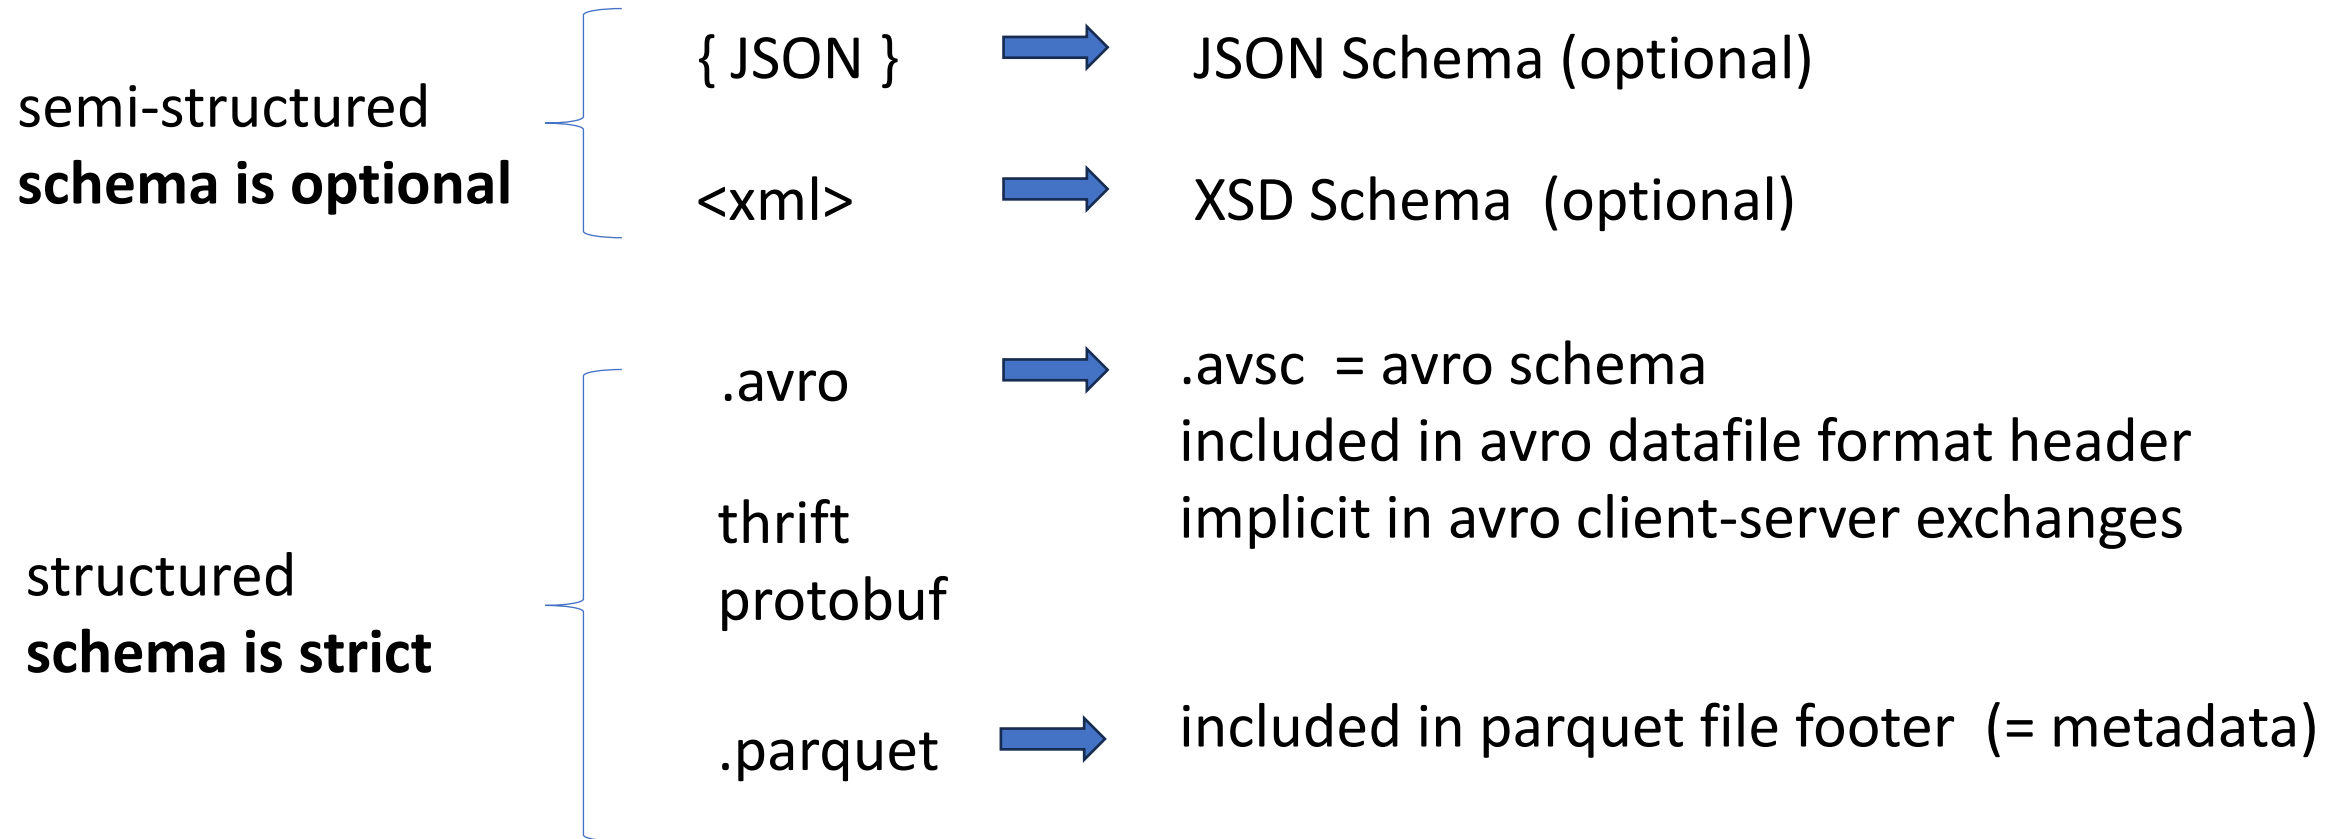 semi-structured
schema is optional
{ JSON }
JSON Schema (optional)
<xml>
XSD Schema (optional)
structured
schema is strict
.avro
.avsc = avro schema
included in avro datafile format header
implicit in avro client-server exchanges
thrift
protobuf
.parquet
included in parquet file footer (= metadata)